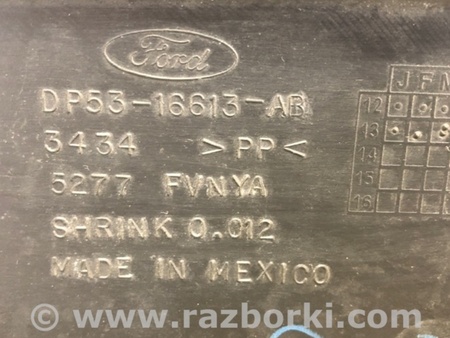 Ford
DP53-16613-AB
3434 >PP<
5277 FVNYA
SHRINK 0.012
MADE IN MEXICO
J F M
12
13
14
15
16
© www.razborki.com